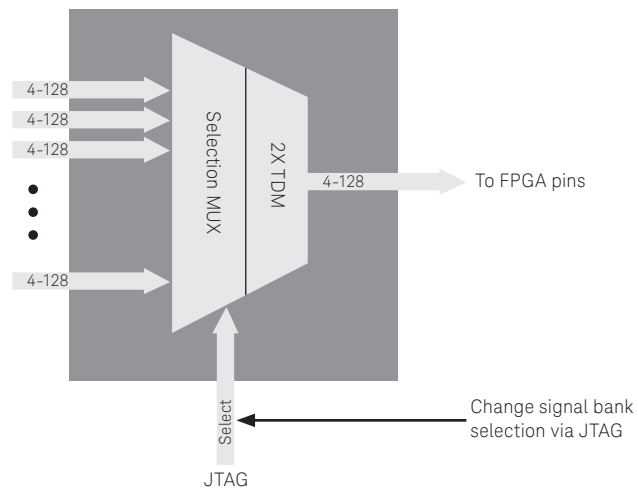 4-128
4-128
4-128
4-128
Selection MUX
2X TDM
4-128
To FPGA pins
Select
Change signal bank
selection via JTAG
JTAG